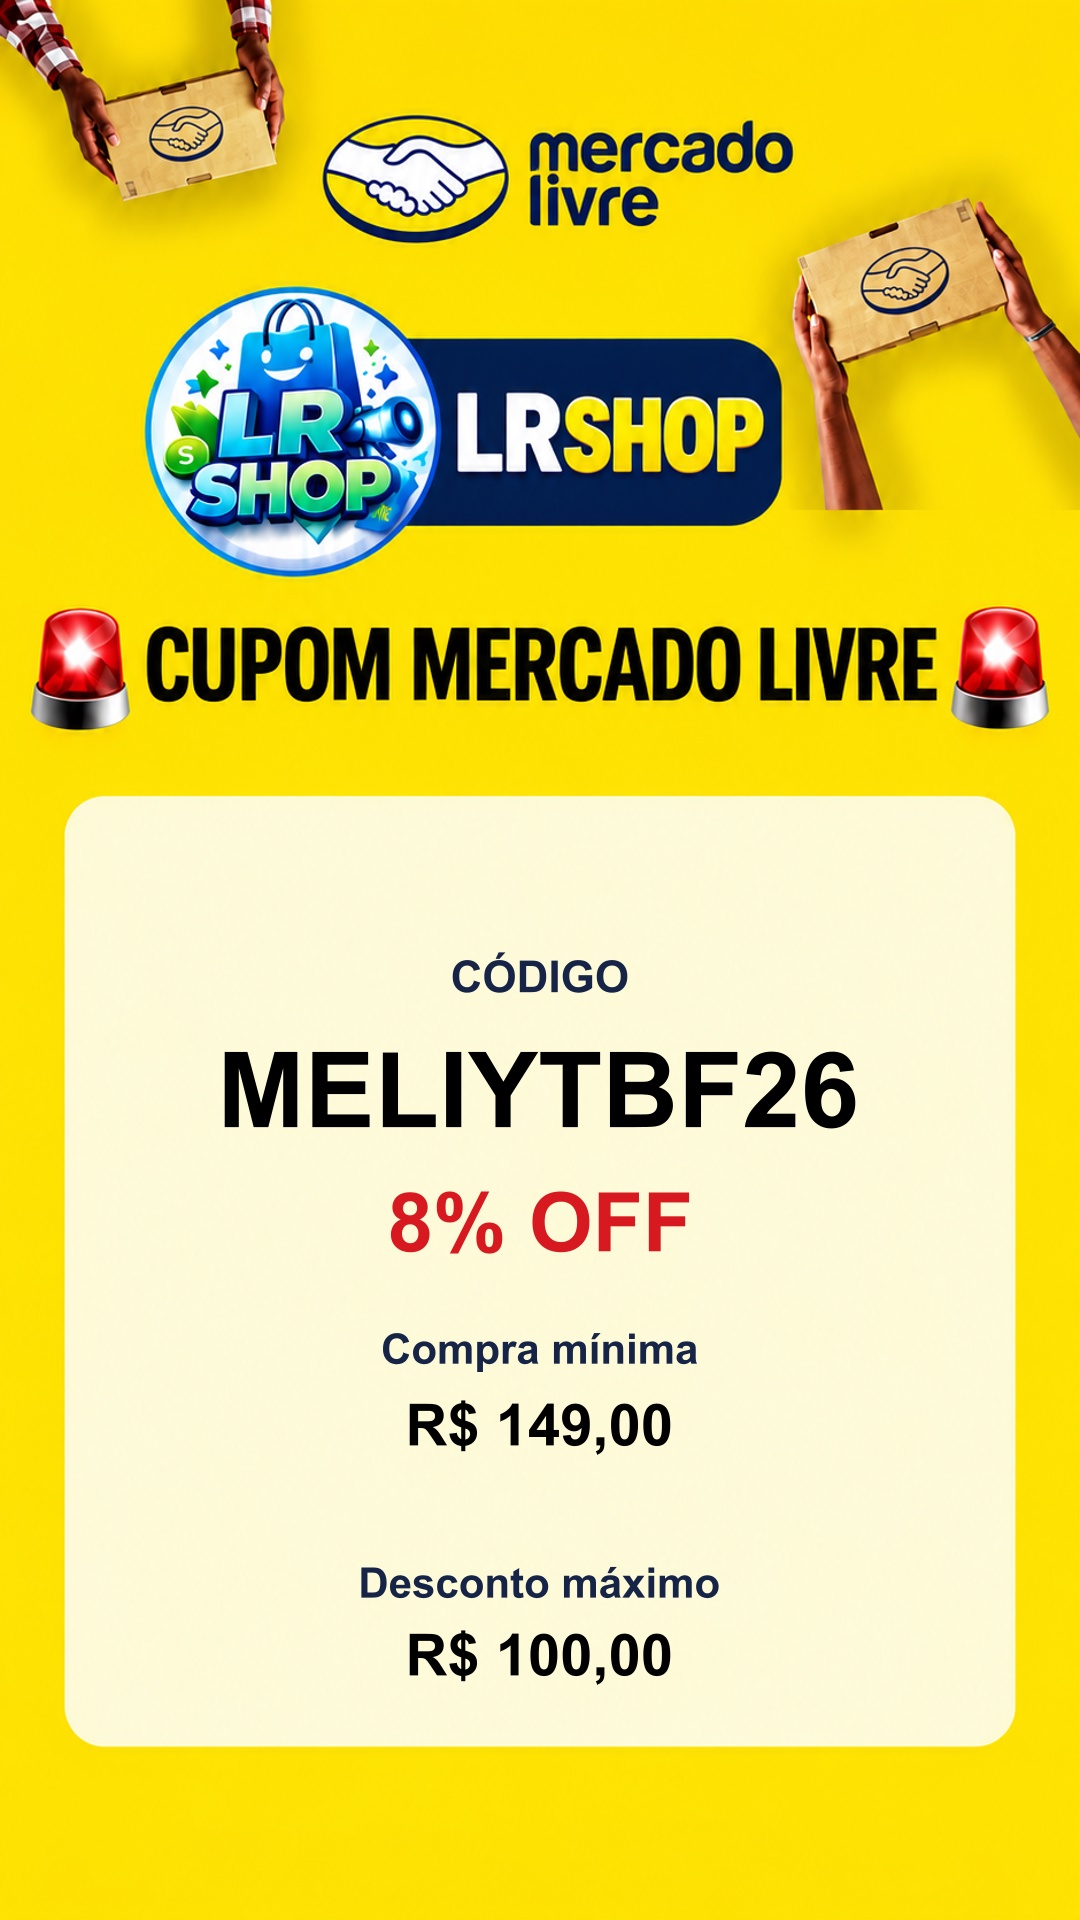 mercado
livre
LR
SHOP
S
LRSHOP
CUPOM MERCADO LIVRE
CÓDIGO
MELIYTBF26
8% OFF
Compra mínima
R$ 149,00
Desconto máximo
R$ 100,00